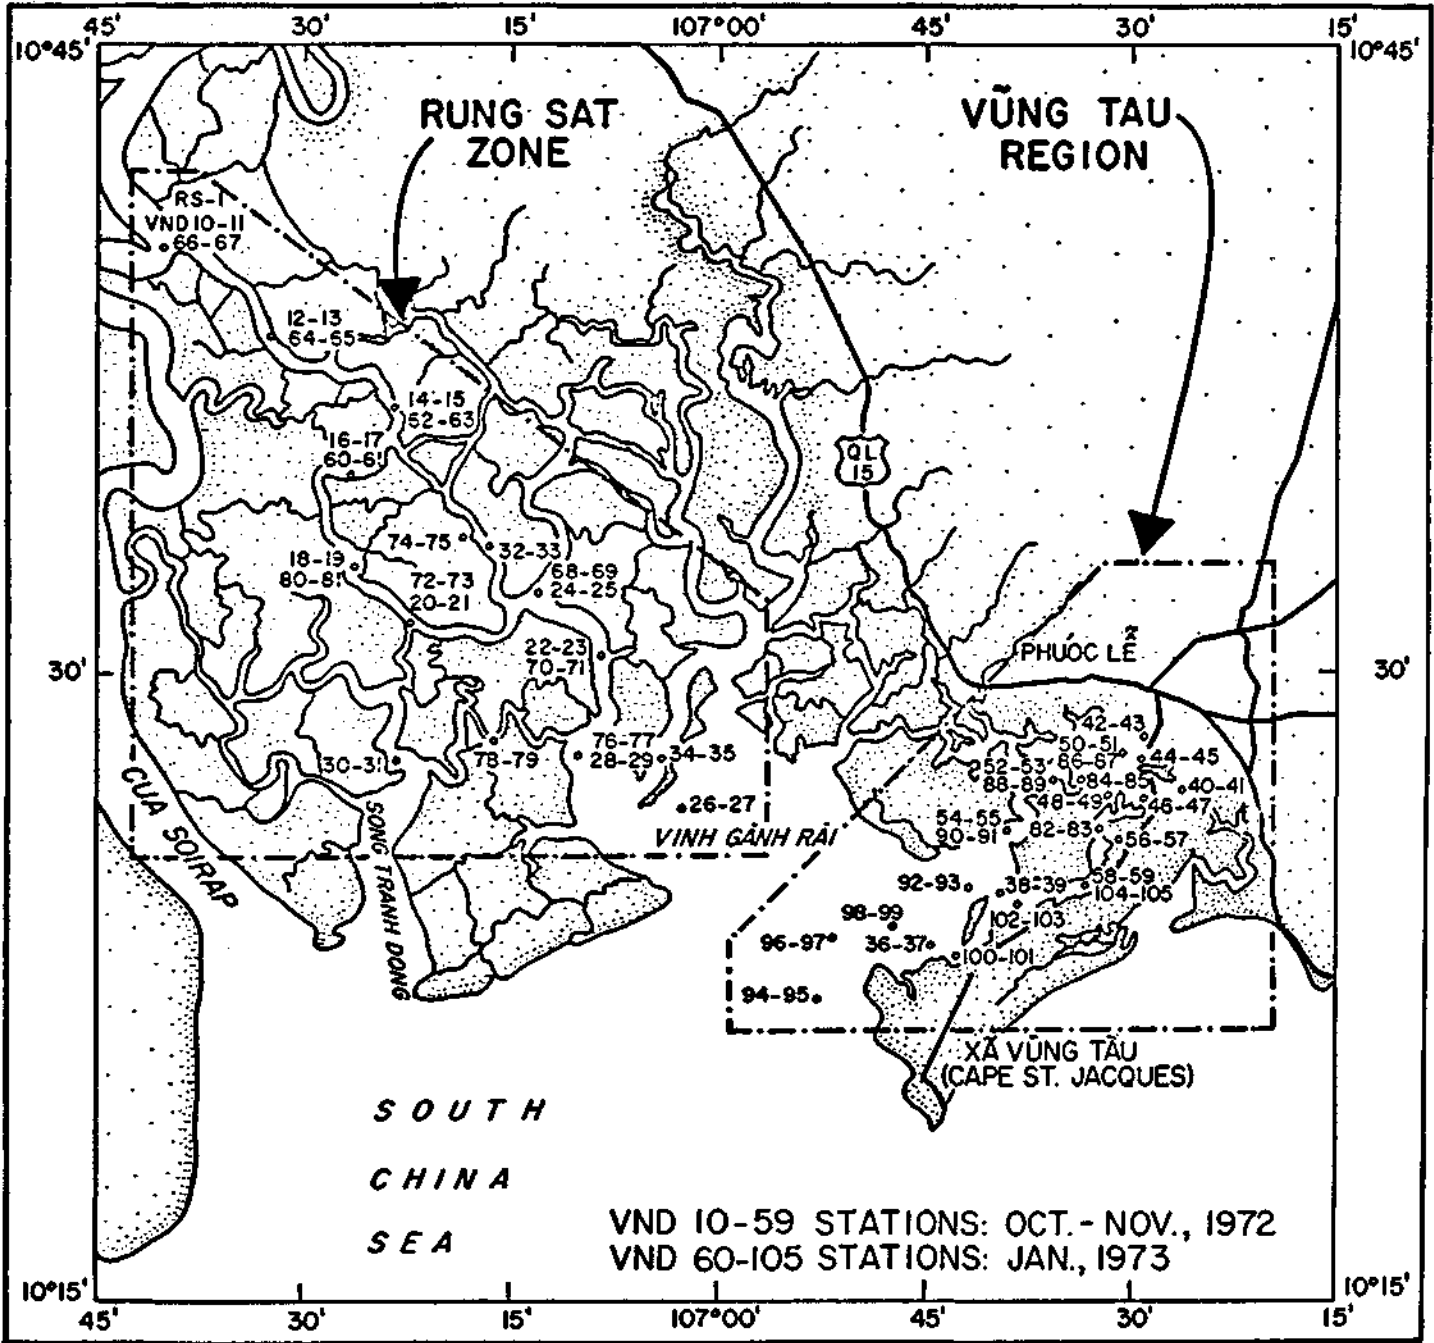 45' 30' 15' 107°00' 45' 30' 15'
10°45' 10°45'
RUNG SAT
ZONE
VŨNG TAU
REGION
RS-1
VND 10-11
66-67
12-13
64-65
14-15
52-63
16-17
60-61
QL
15
74-75
32-33
18-19
80-81
68-69
24-25
72-73
20-21
22-23
70-71
PHUÓC LỄ
30' 30'
42-43
50-51
44-45
52-53
86-87
88-89
84-85
40-41
48-49
46-47
54-55
90-91
82-83
56-57
76-77
28-29
34-35
78-79
30-31
26-27
VINH GÁNH RÁI
CUA SOIRAP
SONG TRANH DONG
92-93
38-39
58-59
104-105
102-103
98-99
96-97
36-37
100-101
94-95
XÃ VŨNG TÂU
(CAPE ST. JACQUES)
SOUTH
CHINA
SEA
VND 10-59 STATIONS: OCT.-NOV., 1972
VND 60-105 STATIONS: JAN., 1973
10°15' 10°15'
45' 30' 15' 107°00' 45' 30' 15'